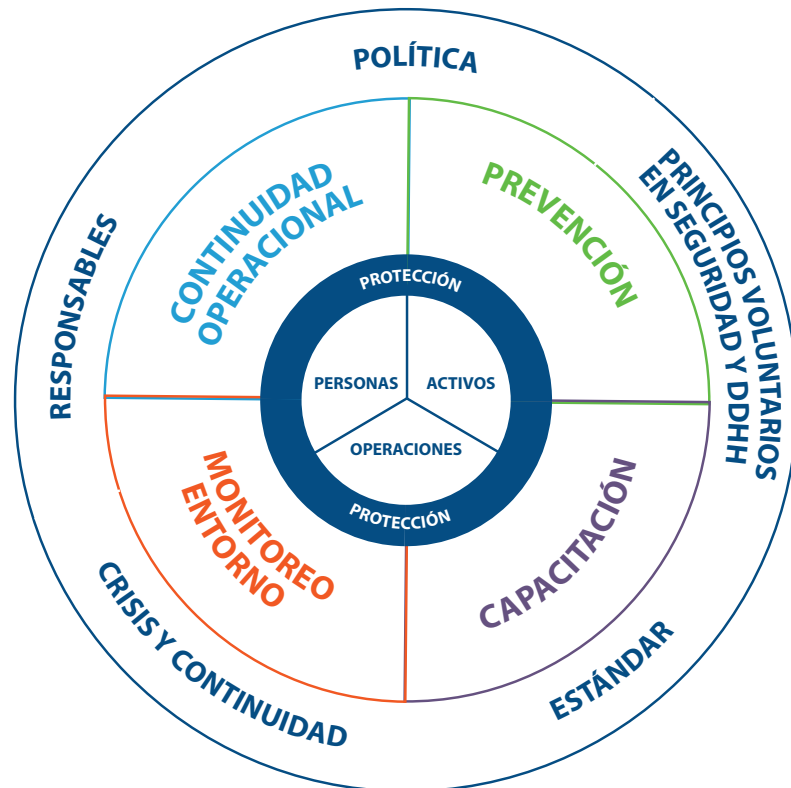 POLÍTICA
PRINCIPIOS VOLUNTARIOS
EN SEGURIDAD Y DDHH
ESTÁNDAR
CRISIS Y CONTINUIDAD
RESPONSABLES
CONTINUIDAD
OPERACIONAL
PREVENCIÓN
CAPACITACIÓN
MONITOREO
ENTORNO
PROTECCIÓN
PERSONAS
ACTIVOS
OPERACIONES
PROTECCIÓN